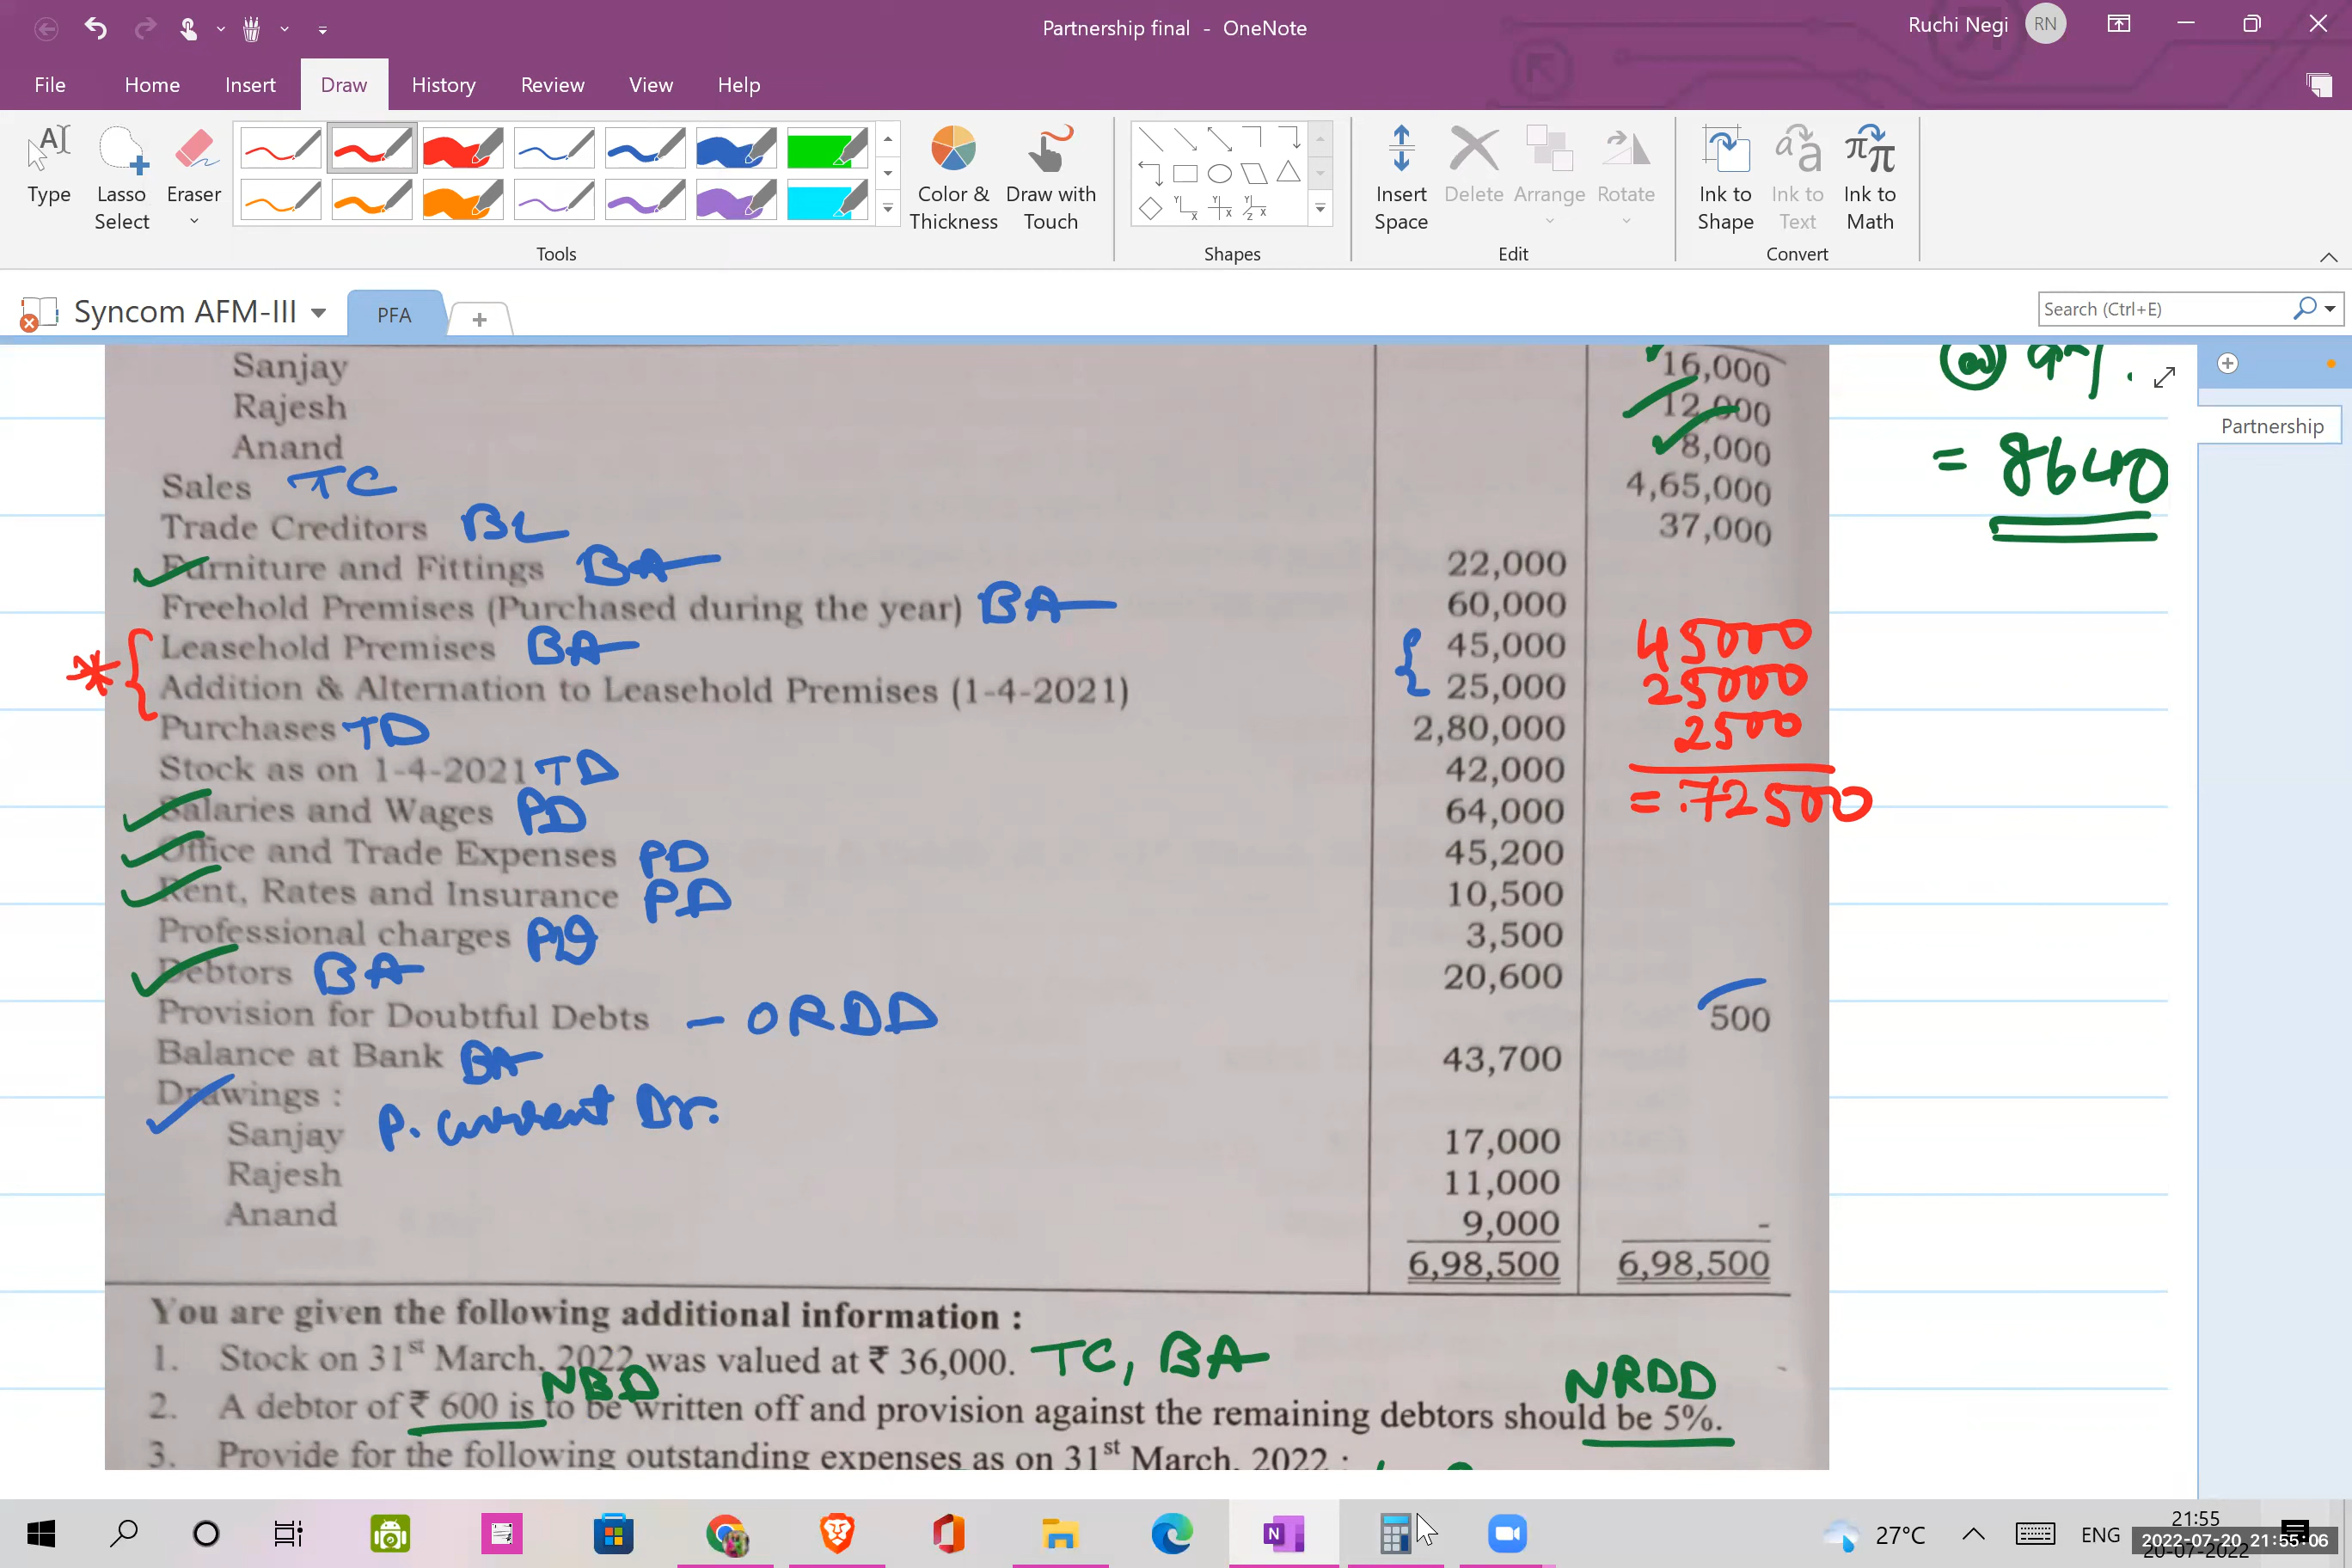 Partnership final - OneNote
Ruchi Negi RN
File Home Insert Draw History Review View Help
Type Lasso Select Eraser Color & Thickness Draw with Touch Insert Space Delete Arrange Rotate Ink to Shape Ink to Text Ink to Math
Tools Shapes Edit Convert
Syncom AFM-III PFA Search (Ctrl+E)
Partnership
Sanjay 16,000
Rajesh 12,000
Anand 8,000
= 8640
Sales TC 4,65,000
Trade Creditors BL 37,000
Furniture and Fittings BA 22,000
Freehold Premises (Purchased during the year) BA 60,000
Leasehold Premises BA 45,000 45000
Addition & Alternation to Leasehold Premises (1-4-2021) 25,000 25000
2500
Purchases TD 2,80,000
Stock as on 1-4-2021 TD 42,000
= 72500
Salaries and Wages PD 64,000
Office and Trade Expenses PD 45,200
Rent, Rates and Insurance PD 10,500
Professional charges PD 3,500
Debtors BA 20,600
Provision for Doubtful Debts - ORDD 500
Balance at Bank BA 43,700
Drawings :
Sanjay P. current Dr. 17,000
Rajesh 11,000
Anand 9,000 -
6,98,500 6,98,500
You are given the following additional information :
1. Stock on 31st March, 2022 was valued at ₹ 36,000. TC, BA
NBD NRDD
2. A debtor of ₹ 600 is to be written off and provision against the remaining debtors should be 5%.
3. Provide for the following outstanding expenses as on 31st March, 2022 :
27°C ENG 21:55
2022-07-20 21:55:06